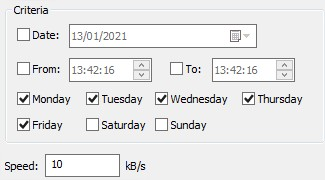 Criteria
Date: 13/01/2021
From: 13:42:16 To: 13:42:16
Monday Tuesday Wednesday Thursday
Friday Saturday Sunday
Speed: 10 kB/s